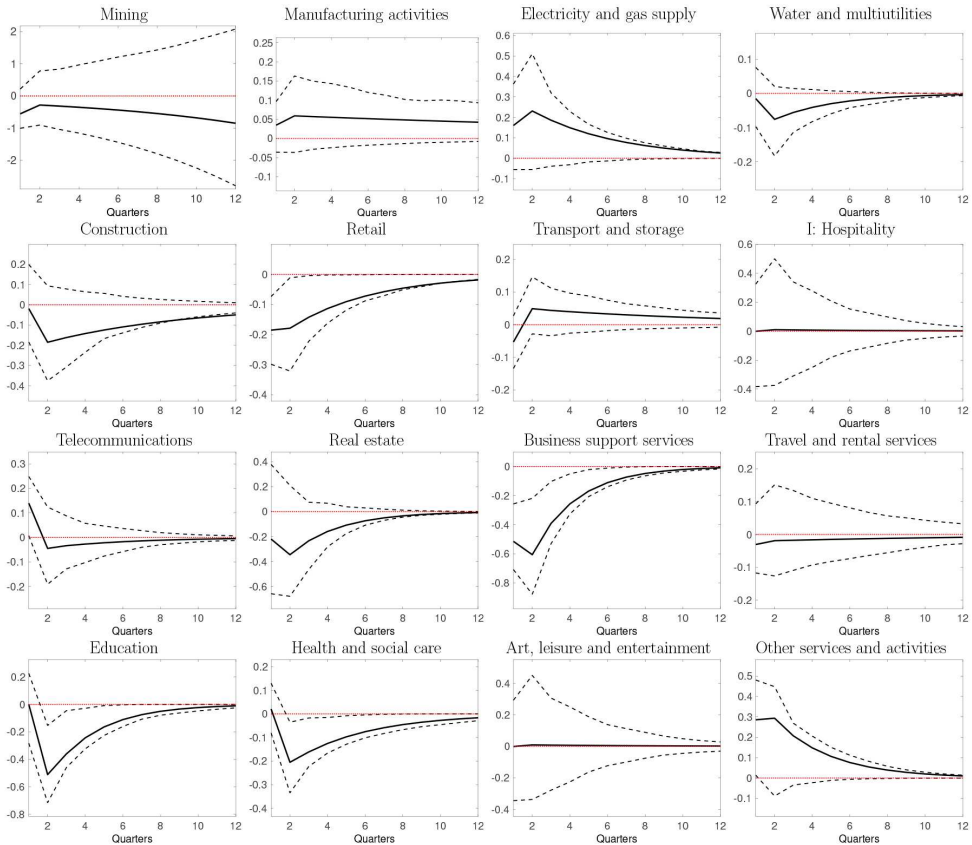 Mining
2
1
0
-1
-2
2 4 6 8 10 12
Quarters
Manufacturing activities
0.25
0.2
0.15
0.1
0.05
0
-0.05
-0.1
2 4 6 8 10 12
Quarters
Electricity and gas supply
0.6
0.5
0.4
0.3
0.2
0.1
0
-0.1
2 4 6 8 10 12
Quarters
Water and multiutilities
0.1
0
-0.1
-0.2
2 4 6 8 10 12
Quarters
Construction
0.2
0.1
0
-0.1
-0.2
-0.3
-0.4
2 4 6 8 10 12
Quarters
Retail
0
-0.1
-0.2
-0.3
-0.4
2 4 6 8 10 12
Quarters
Transport and storage
0.2
0.1
0
-0.1
-0.2
2 4 6 8 10 12
Quarters
I: Hospitality
0.6
0.4
0.2
0
-0.2
-0.4
2 4 6 8 10 12
Quarters
Telecommunications
0.3
0.2
0.1
0
-0.1
-0.2
2 4 6 8 10 12
Quarters
Real estate
0.4
0.2
0
-0.2
-0.4
-0.6
2 4 6 8 10 12
Quarters
Business support services
0
-0.2
-0.4
-0.6
-0.8
2 4 6 8 10 12
Quarters
Travel and rental services
0.2
0.1
0
-0.1
-0.2
2 4 6 8 10 12
Quarters
Education
0.2
0
-0.2
-0.4
-0.6
-0.8
2 4 6 8 10 12
Quarters
Health and social care
0.2
0.1
0
-0.1
-0.2
-0.3
-0.4
2 4 6 8 10 12
Quarters
Art, leisure and entertainment
0.4
0.2
0
-0.2
-0.4
2 4 6 8 10 12
Quarters
Other services and activities
0.5
0.4
0.3
0.2
0.1
0
-0.1
2 4 6 8 10 12
Quarters